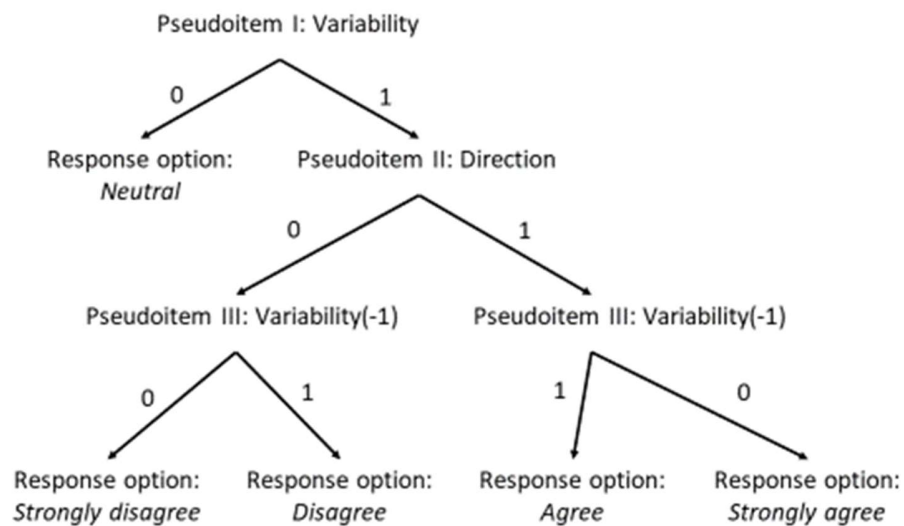 Pseudoitem I: Variability
0
1
Response option:
Neutral
Pseudoitem II: Direction
0
1
Pseudoitem III: Variability(-1)
Pseudoitem III: Variability(-1)
0
1
1
0
Response option:
Strongly disagree
Response option:
Disagree
Response option:
Agree
Response option:
Strongly agree